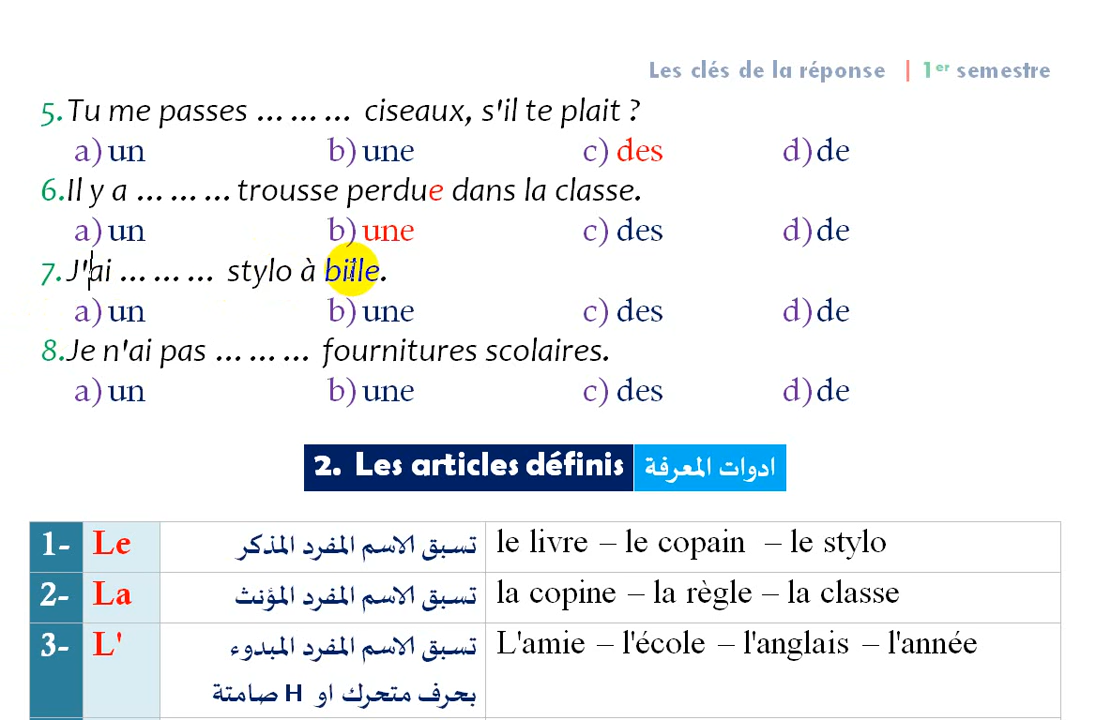 Les clés de la réponse | 1er semestre
5. Tu me passes ... ... ... ciseaux, s'il te plait ?
a) un b) une c) des d) de
6. Il y a ... ... ... trousse perdue dans la classe.
a) un b) une c) des d) de
7. J'ai ... ... ... stylo à bille.
a) un b) une c) des d) de
8. Je n'ai pas ... ... ... fournitures scolaires.
a) un b) une c) des d) de
2. Les articles définis ادوات المعرفة
1- Le تسبق الاسم المفرد المذكر le livre – le copain – le stylo
2- La تسبق الاسم المفرد المؤنث la copine – la règle – la classe
3- L' تسبق الاسم المفرد المبدوء L'amie – l'école – l'anglais – l'année
بحرف متحرك او H صامتة